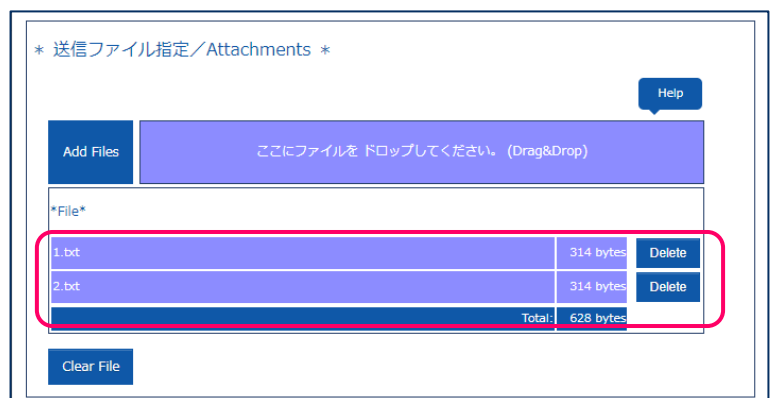 * 送信ファイル指定／Attachments *
Help
Add Files
ここにファイルを ドロップしてください。 (Drag&Drop)
*File*
1.txt 314 bytes Delete
2.txt 314 bytes Delete
Total: 628 bytes
Clear File